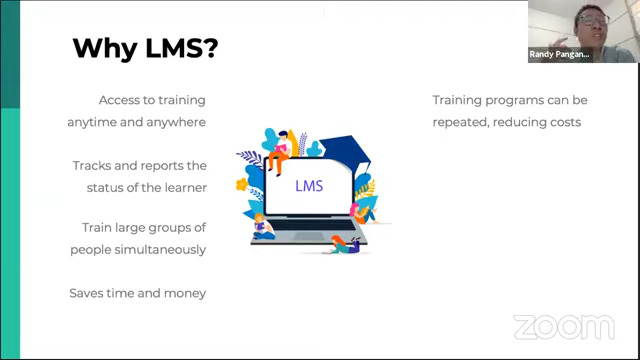 Why LMS?
Access to training
anytime and anywhere
Tracks and reports the
status of the learner
Train large groups of
people simultaneously
Saves time and money
LMS
Training programs can be
repeated, reducing costs
Randy Pangan...
zoom